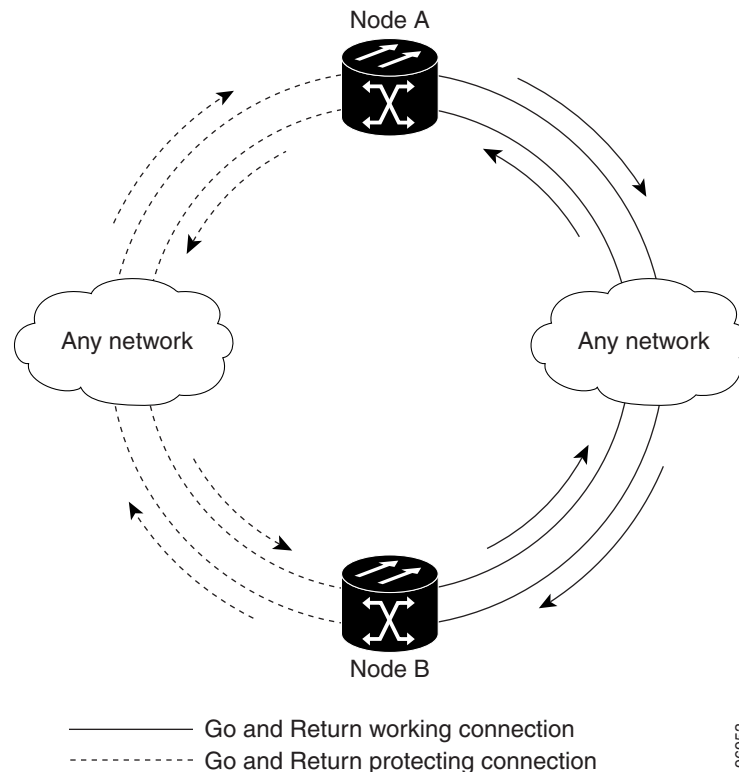 Node A
Any network
Any network
Node B
Go and Return working connection
Go and Return protecting connection